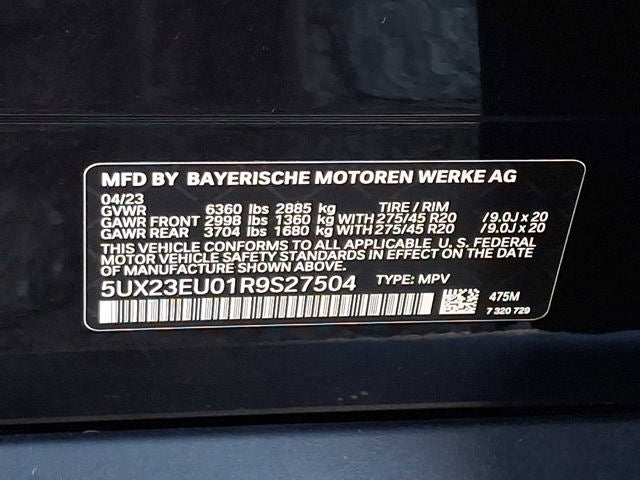 MFD BY BAYERISCHE MOTOREN WERKE AG
04/23
GVWR 6360 lbs 2885 kg TIRE / RIM
GAWR FRONT 2998 lbs 1360 kg WITH 275/45 R20 /9.0J x 20
GAWR REAR 3704 lbs 1680 kg WITH 275/45 R20 /9.0J x 20
THIS VEHICLE CONFORMS TO ALL APPLICABLE, U. S. FEDERAL
MOTOR VEHICLE SAFETY STANDARDS IN EFFECT ON THE DATE
OF MANUFACTURE SHOWN ABOVE.
5UX23EU01R9S27504 TYPE: MPV
475M
7 320 729